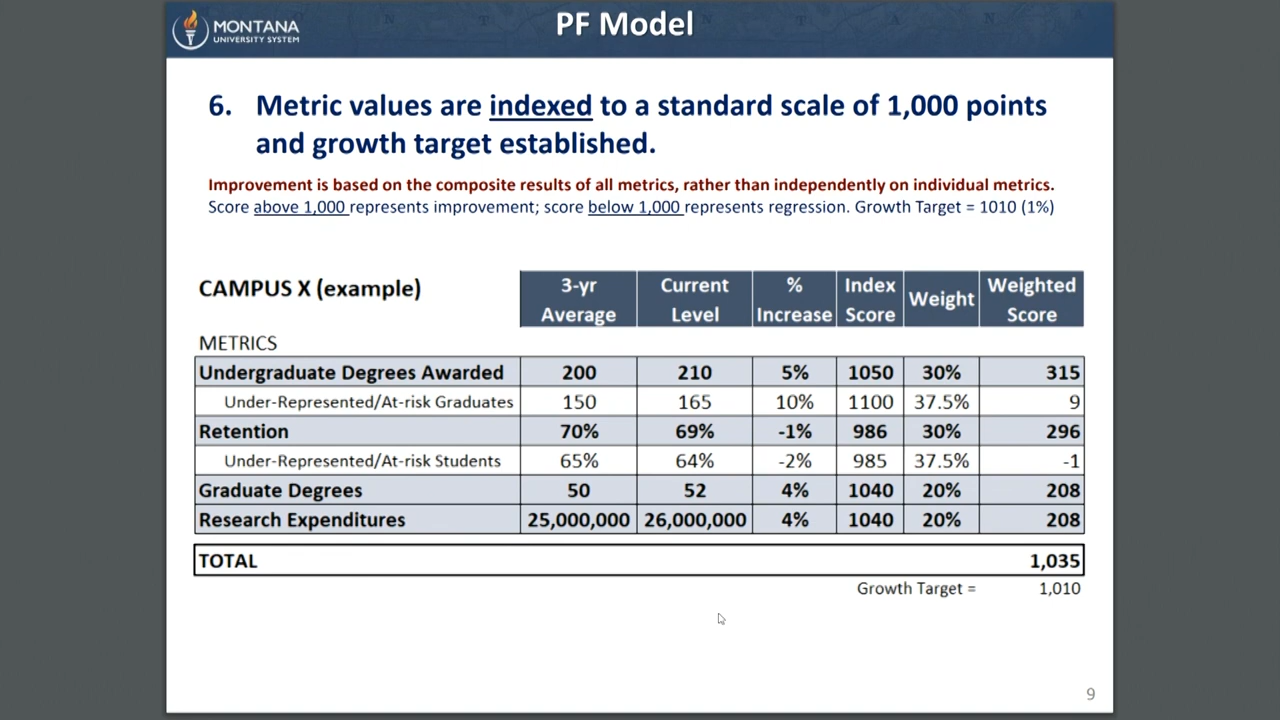 MONTANA
UNIVERSITY SYSTEM
PF Model
6. Metric values are indexed to a standard scale of 1,000 points
and growth target established.
Improvement is based on the composite results of all metrics, rather than independently on individual metrics.
Score above 1,000 represents improvement; score below 1,000 represents regression. Growth Target = 1010 (1%)
CAMPUS X (example) 3-yr Average Current Level % Increase Index Score Weight Weighted Score
METRICS
Undergraduate Degrees Awarded 200 210 5% 1050 30% 315
Under-Represented/At-risk Graduates 150 165 10% 1100 37.5% 9
Retention 70% 69% -1% 986 30% 296
Under-Represented/At-risk Students 65% 64% -2% 985 37.5% -1
Graduate Degrees 50 52 4% 1040 20% 208
Research Expenditures 25,000,000 26,000,000 4% 1040 20% 208
TOTAL 1,035
Growth Target = 1,010
9